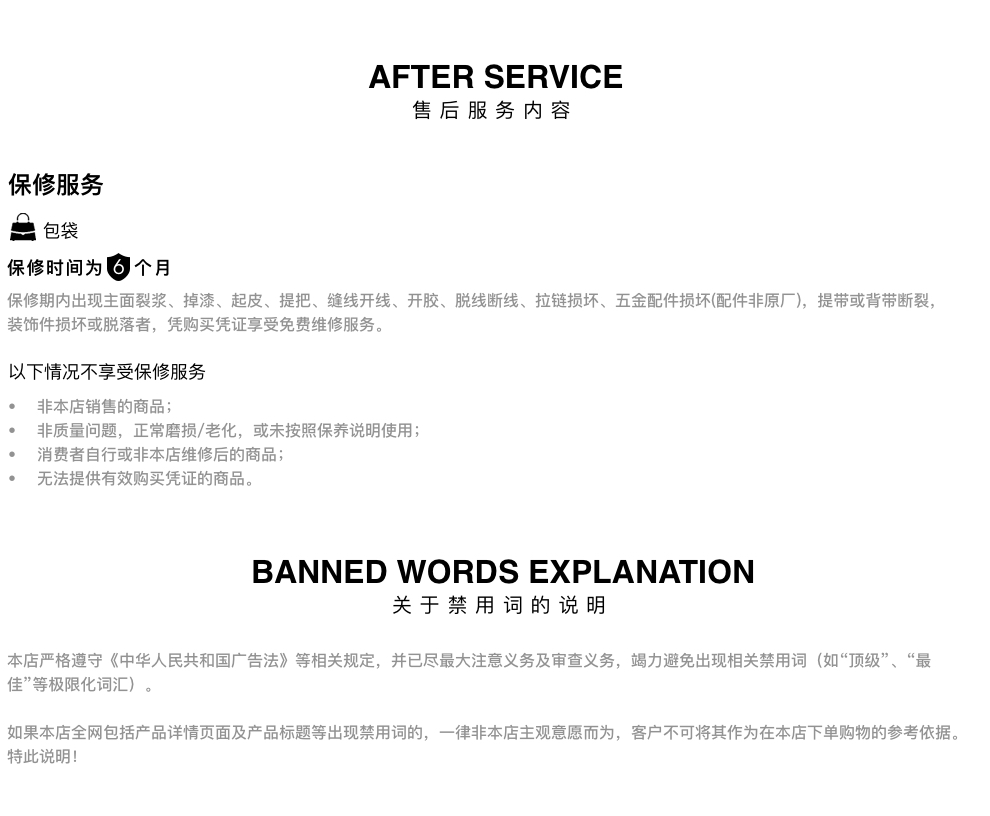 AFTER SERVICE
售后服务内容
保修服务
包袋
保修时间为6个月
保修期内出现主面裂浆、掉漆、起皮、提把、缝线开线、开胶、脱线断线、拉链损坏、五金配件损坏(配件非原厂)，提带或背带断裂，
装饰件损坏或脱落者，凭购买凭证享受免费维修服务。
以下情况不享受保修服务
• 非本店销售的商品；
• 非质量问题，正常磨损/老化，或未按照保养说明使用；
• 消费者自行或非本店维修后的商品；
• 无法提供有效购买凭证的商品。
BANNED WORDS EXPLANATION
关于禁用词的说明
本店严格遵守《中华人民共和国广告法》等相关规定，并已尽最大注意义务及审查义务，竭力避免出现相关禁用词（如“顶级”、“最
佳”等极限化词汇）。
如果本店全网包括产品详情页面及产品标题等出现禁用词的，一律非本店主观意愿而为，客户不可将其作为在本店下单购物的参考依据。
特此说明！